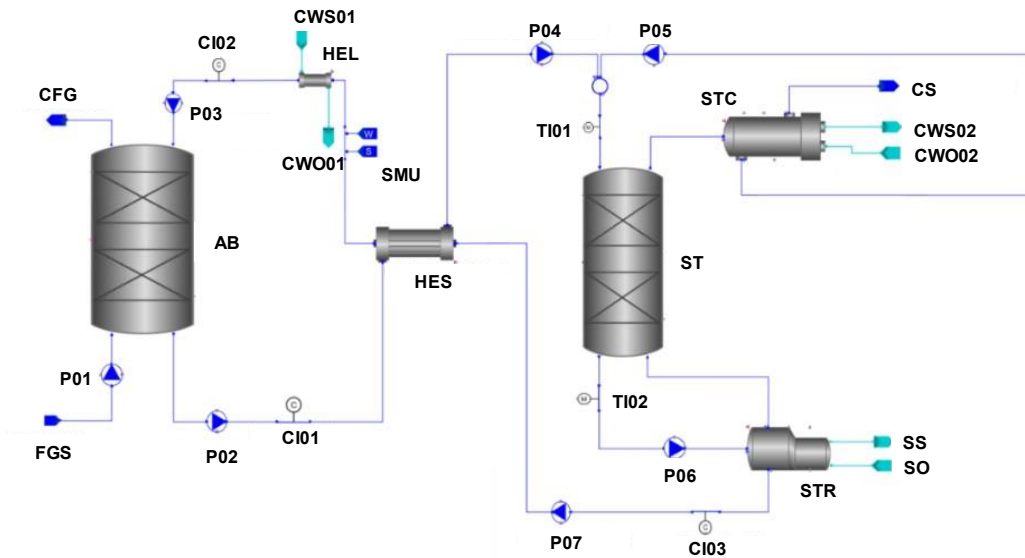 CWS01
P04
P05
CI02
HEL
CFG
P03
STC
CS
TI01
CWS02
W
S
CWO01
SMU
CWO02
AB
ST
HES
P01
TI02
C
M
M
C
C
CI01
FGS
P02
SS
P06
SO
STR
P07
CI03